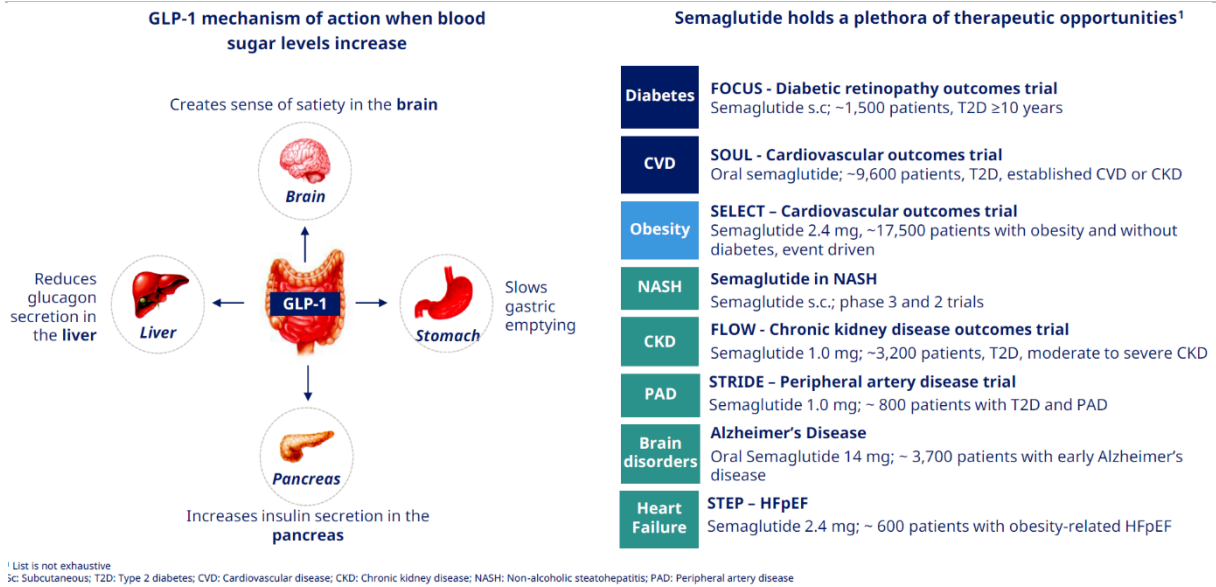 GLP-1 mechanism of action when blood
sugar levels increase
Creates sense of satiety in the brain
Brain
Reduces
glucagon
secretion in
the liver
Liver
GLP-1
Stomach
Slows
gastric
emptying
Pancreas
Increases insulin secretion in the
pancreas
Semaglutide holds a plethora of therapeutic opportunities¹
Diabetes
FOCUS - Diabetic retinopathy outcomes trial
Semaglutide s.c; ~1,500 patients, T2D ≥10 years
CVD
SOUL - Cardiovascular outcomes trial
Oral semaglutide; ~9,600 patients, T2D, established CVD or CKD
Obesity
SELECT – Cardiovascular outcomes trial
Semaglutide 2.4 mg, ~17,500 patients with obesity and without
diabetes, event driven
NASH
Semaglutide in NASH
Semaglutide s.c.; phase 3 and 2 trials
CKD
FLOW - Chronic kidney disease outcomes trial
Semaglutide 1.0 mg; ~3,200 patients, T2D, moderate to severe CKD
PAD
STRIDE – Peripheral artery disease trial
Semaglutide 1.0 mg; ~ 800 patients with T2D and PAD
Brain
disorders
Alzheimer's Disease
Oral Semaglutide 14 mg; ~ 3,700 patients with early Alzheimer's
disease
Heart
Failure
STEP – HFpEF
Semaglutide 2.4 mg; ~ 600 patients with obesity-related HFpEF
¹ List is not exhaustive
Sc: Subcutaneous; T2D: Type 2 diabetes; CVD: Cardiovascular disease; CKD: Chronic kidney disease; NASH: Non-alcoholic steatohepatitis; PAD: Peripheral artery disease